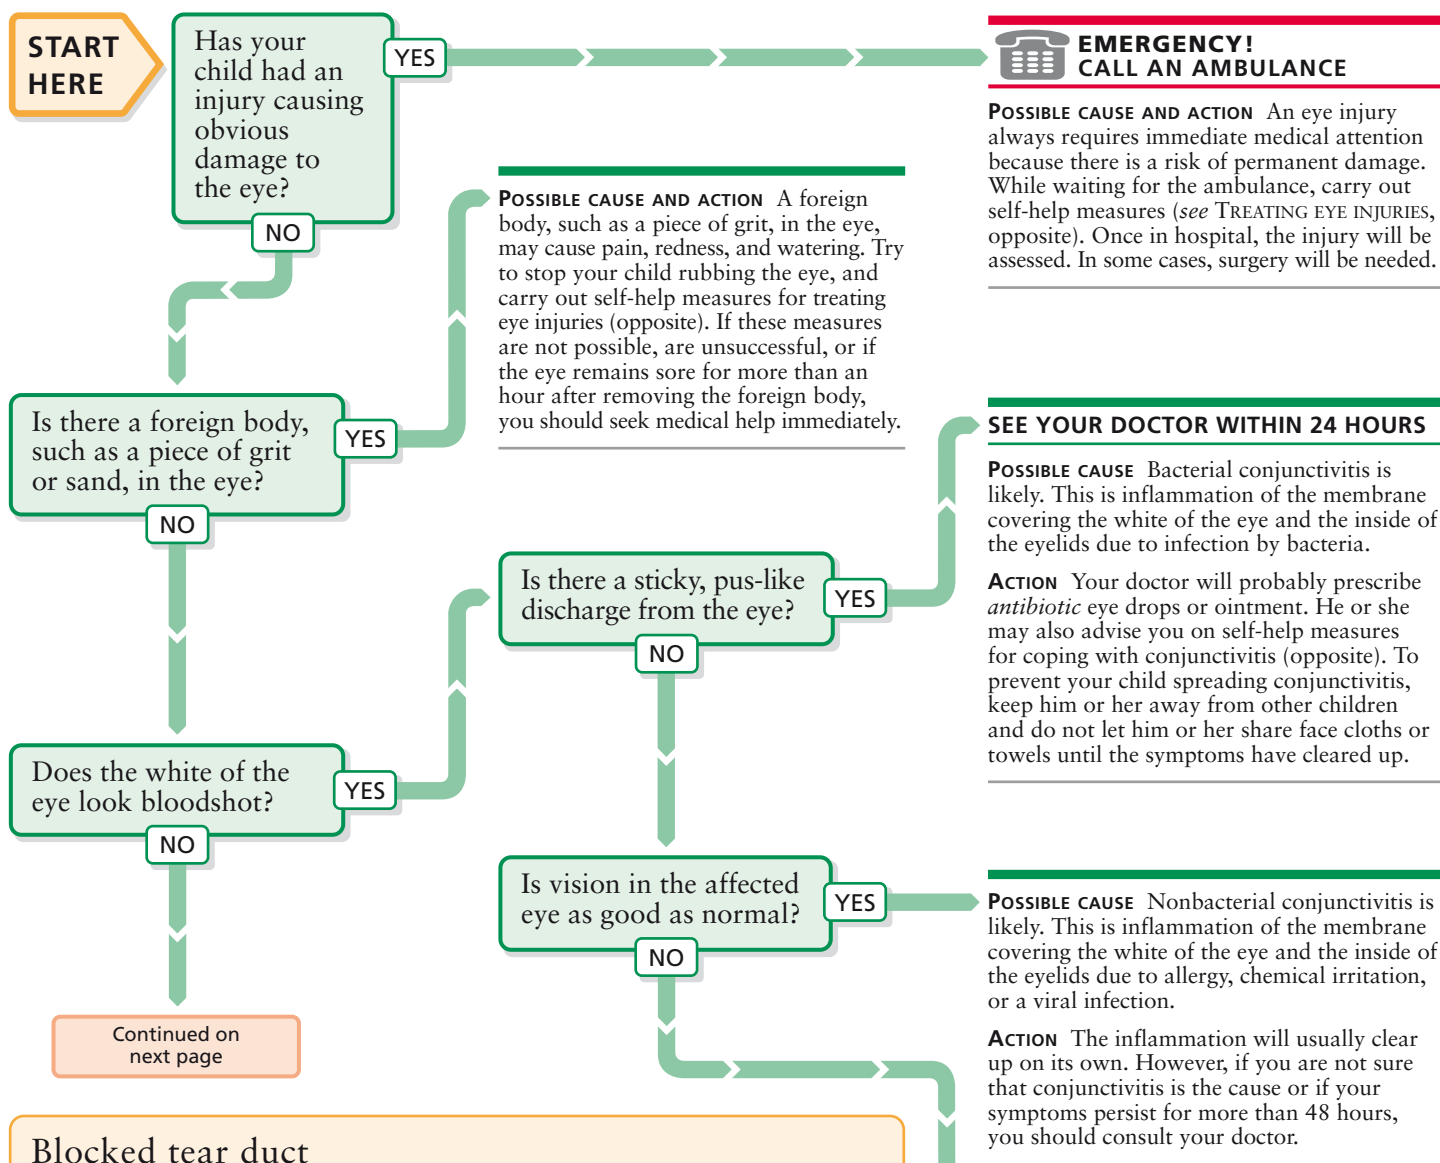 START
HERE
Has your
child had an
injury causing
obvious
damage to
the eye?
YES
NO
EMERGENCY!
CALL AN AMBULANCE
POSSIBLE CAUSE AND ACTION An eye injury
always requires immediate medical attention
because there is a risk of permanent damage.
While waiting for the ambulance, carry out
self-help measures (see TREATING EYE INJURIES,
opposite). Once in hospital, the injury will be
assessed. In some cases, surgery will be needed.
POSSIBLE CAUSE AND ACTION A foreign
body, such as a piece of grit, in the eye,
may cause pain, redness, and watering. Try
to stop your child rubbing the eye, and
carry out self-help measures for treating
eye injuries (opposite). If these measures
are not possible, are unsuccessful, or if
the eye remains sore for more than an
hour after removing the foreign body,
you should seek medical help immediately.
Is there a foreign body,
such as a piece of grit
or sand, in the eye?
YES
NO
SEE YOUR DOCTOR WITHIN 24 HOURS
POSSIBLE CAUSE Bacterial conjunctivitis is
likely. This is inflammation of the membrane
covering the white of the eye and the inside of
the eyelids due to infection by bacteria.
ACTION Your doctor will probably prescribe
antibiotic eye drops or ointment. He or she
may also advise you on self-help measures
for coping with conjunctivitis (opposite). To
prevent your child spreading conjunctivitis,
keep him or her away from other children
and do not let him or her share face cloths or
towels until the symptoms have cleared up.
Is there a sticky, pus-like
discharge from the eye?
YES
NO
Does the white of the
eye look bloodshot?
YES
NO
Is vision in the affected
eye as good as normal?
YES
NO
POSSIBLE CAUSE Nonbacterial conjunctivitis is
likely. This is inflammation of the membrane
covering the white of the eye and the inside of
the eyelids due to allergy, chemical irritation,
or a viral infection.
ACTION The inflammation will usually clear
up on its own. However, if you are not sure
that conjunctivitis is the cause or if your
symptoms persist for more than 48 hours,
you should consult your doctor.
Continued on
next page
Blocked tear duct